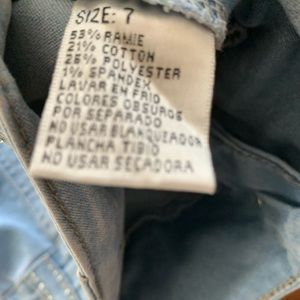 SIZE: 7
53% RAMIE
21% COTTON
25% POLYESTER
1% SPANDEX
LAVAR EN FRIO
COLORES OBSUROS
POR SEPARADO
NO USAR BLANQUEADOR
PLANCHA TIBIO
NO USAR SECADORA